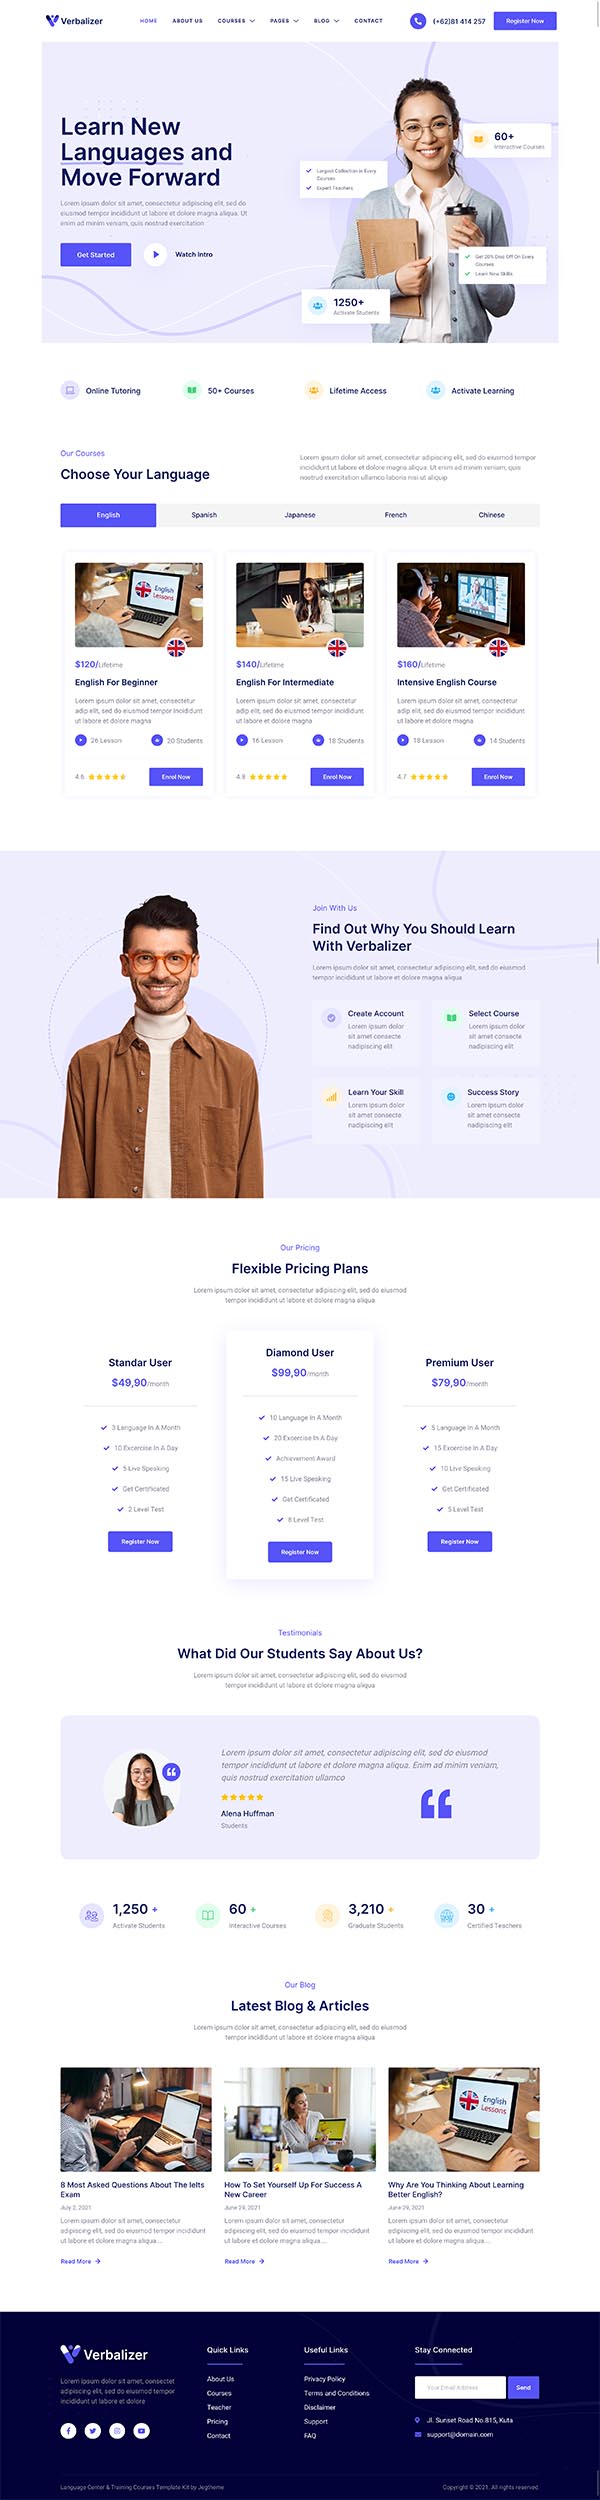 Verbalizer
HOME ABOUT US COURSES PAGES BLOG CONTACT
(+62)81 414 257
Register Now
Learn New
Languages and
Move Forward
Lorem ipsum dolor sit amet, consectetur adipiscing elit, sed do
eiusmod tempor incididunt ut labore et dolore magna aliqua. Ut
enim ad minim veniam, quis nostrud exercitation
Get Started
Watch Intro
60+
Interactive Courses
Largest Collection in Every
Courses
Expert Teachers
Get 20% Disc Off On Every
Courses
Learn New Skills
1250+
Activate Students
Online Tutoring
50+ Courses
Lifetime Access
Activate Learning
Our Courses
Choose Your Language
Lorem ipsum dolor sit amet, consectetur adipiscing elit, sed do eiusmod tempor
incididunt ut labore et dolore magna aliqua. Ut enim ad minim veniam, quis
nostrud exercitation ullamco laboris nisi ut aliquip
English Spanish Japanese French Chinese
English
Lessons
$120/Lifetime
English For Beginner
Lorem ipsum dolor sit amet, consectetur
adip elit, sed do eiusmod tempor incididunt
ut labore et dolore magna
26 Lesson 20 Students
4.6
Enrol Now
$140/Lifetime
English For Intermediate
Lorem ipsum dolor sit amet, consectetur
adip elit, sed do eiusmod tempor incididunt
ut labore et dolore magna
16 Lesson 18 Students
4.8
Enrol Now
$160/Lifetime
Intensive English Course
Lorem ipsum dolor sit amet, consectetur
adip elit, sed do eiusmod tempor incididunt
ut labore et dolore magna
18 Lesson 14 Students
4.7
Enrol Now
Join With Us
Find Out Why You Should Learn
With Verbalizer
Lorem ipsum dolor sit amet, consectetur adipiscing elit, sed do eiusmod
tempor incididunt ut labore et dolore magna aliqua
Create Account
Lorem ipsum dolor
sit amet consecte
nadipiscing elit
Select Course
Lorem ipsum dolor
sit amet consecte
nadipiscing elit
Learn Your Skill
Lorem ipsum dolor
sit amet consecte
nadipiscing elit
Success Story
Lorem ipsum dolor
sit amet consecte
nadipiscing elit
Our Pricing
Flexible Pricing Plans
Lorem ipsum dolor sit amet, consectetur adipiscing elit, sed do eiusmod
tempor incididunt ut labore et dolore magna aliqua
Standar User
$49,90/month
3 Language In A Month
10 Excercise In A Day
5 Live Speaking
Get Certificated
2 Level Test
Register Now
Diamond User
$99,90/month
10 Language In A Month
20 Excercise In A Day
Achievement Award
15 Live Speaking
Get Certificated
8 Level Test
Register Now
Premium User
$79,90/month
5 Language In A Month
15 Excercise In A Day
10 Live Speaking
Get Certificated
5 Level Test
Register Now
Testimonials
What Did Our Students Say About Us?
Lorem ipsum dolor sit amet, consectetur adipiscing elit, sed do eiusmod
tempor incididunt ut labore et dolore magna aliqua
Lorem ipsum dolor sit amet, consectetur adipiscing elit, sed do eiusmod
tempor incididunt ut labore et dolore magna aliqua. Enim ad minim veniam,
quis nostrud exercitation ullamco
Alena Huffman
Students
1,250 +
Activate Students
60 +
Interactive Courses
3,210 +
Graduate Students
30 +
Certified Teachers
Our Blog
Latest Blog & Articles
Lorem ipsum dolor sit amet, consectetur adipiscing elit, sed do eiusmod
tempor incididunt ut labore et dolore magna aliqua
8 Most Asked Questions About The Ielts
Exam
July 2, 2021
Lorem ipsum dolor sit amet, consectetur
adipiscing elit, sed do eiusmod tempor incididunt
ut labore et dolore magna aliqua....
Read More
How To Set Yourself Up For Success A
New Career
June 29, 2021
Lorem ipsum dolor sit amet, consectetur
adipiscing elit, sed do eiusmod tempor incididunt
ut labore et dolore magna aliqua....
Read More
English
Lessons
Why Are You Thinking About Learning
Better English?
June 29, 2021
Lorem ipsum dolor sit amet, consectetur
adipiscing elit, sed do eiusmod tempor incididunt
ut labore et dolore magna aliqua....
Read More
Verbalizer
Lorem ipsum dolor sit amet, consectet
adipiscing elit, sed do eiusmod tempor
incididunt ut labore et dolore
Quick Links
About Us
Courses
Teacher
Pricing
Contact
Useful Links
Privacy Policy
Terms and Conditions
Disclaimer
Support
FAQ
Stay Connected
Your Email Address
Send
Jl. Sunset Road No.815, Kuta
support@domain.com
Language Center & Training Courses Template Kit by Jegtheme
Copyright © 2021. All rights reserved.